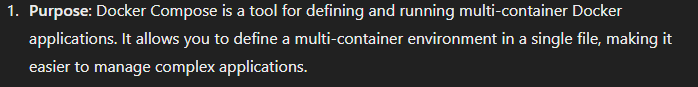 1. Purpose: Docker Compose is a tool for defining and running multi-container Docker
applications. It allows you to define a multi-container environment in a single file, making it
easier to manage complex applications.